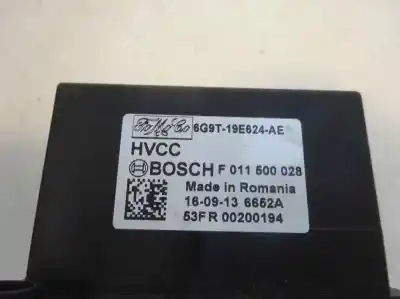 FoMoCo 6G9T-19E624-AE
HVCC
BOSCH F 011 500 028
Made in Romania
16-09-13 6652A
53FR 00200194